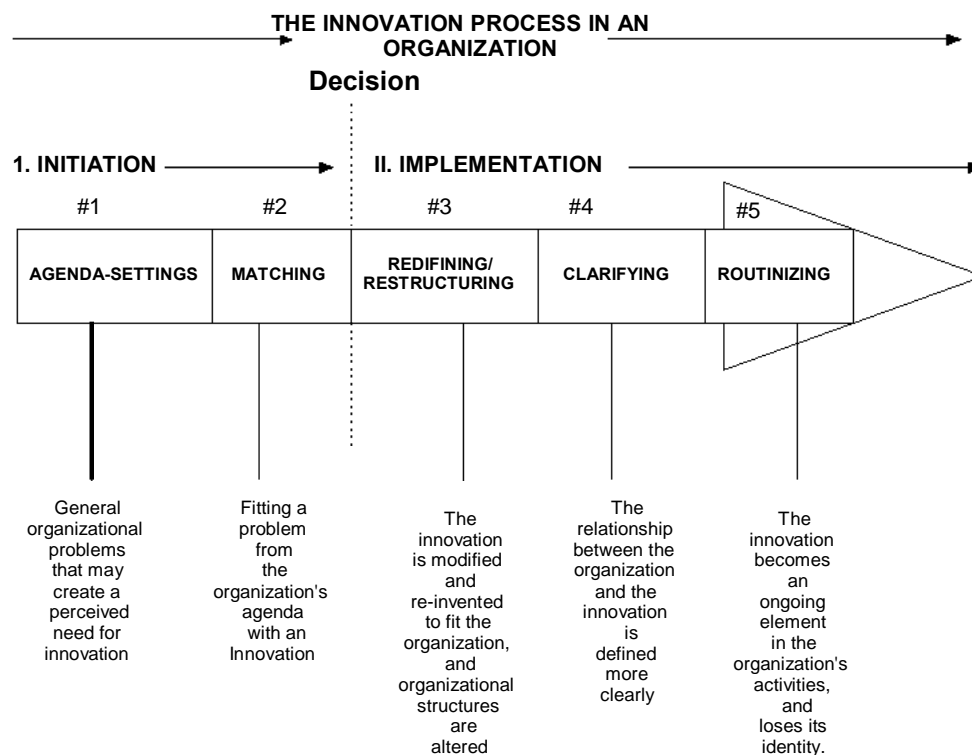 THE INNOVATION PROCESS IN AN
ORGANIZATION
Decision
1. INITIATION
II. IMPLEMENTATION
#1
#2
#3
#4
#5
AGENDA-SETTINGS
MATCHING
REDIFINING/
RESTRUCTURING
CLARIFYING
ROUTINIZING
General
organizational
problems
that may
create a
perceived
need for
innovation
Fitting a
problem
from
the
organization's
agenda
with an
Innovation
The
innovation
is modified
and
re-invented
to fit the
organization,
and
organizational
structures
are
altered
The
relationship
between the
organization
and the
innovation
is
defined
more
clearly
The
innovation
becomes
an
ongoing
element
in the
organization's
activities,
and
loses its
identity.